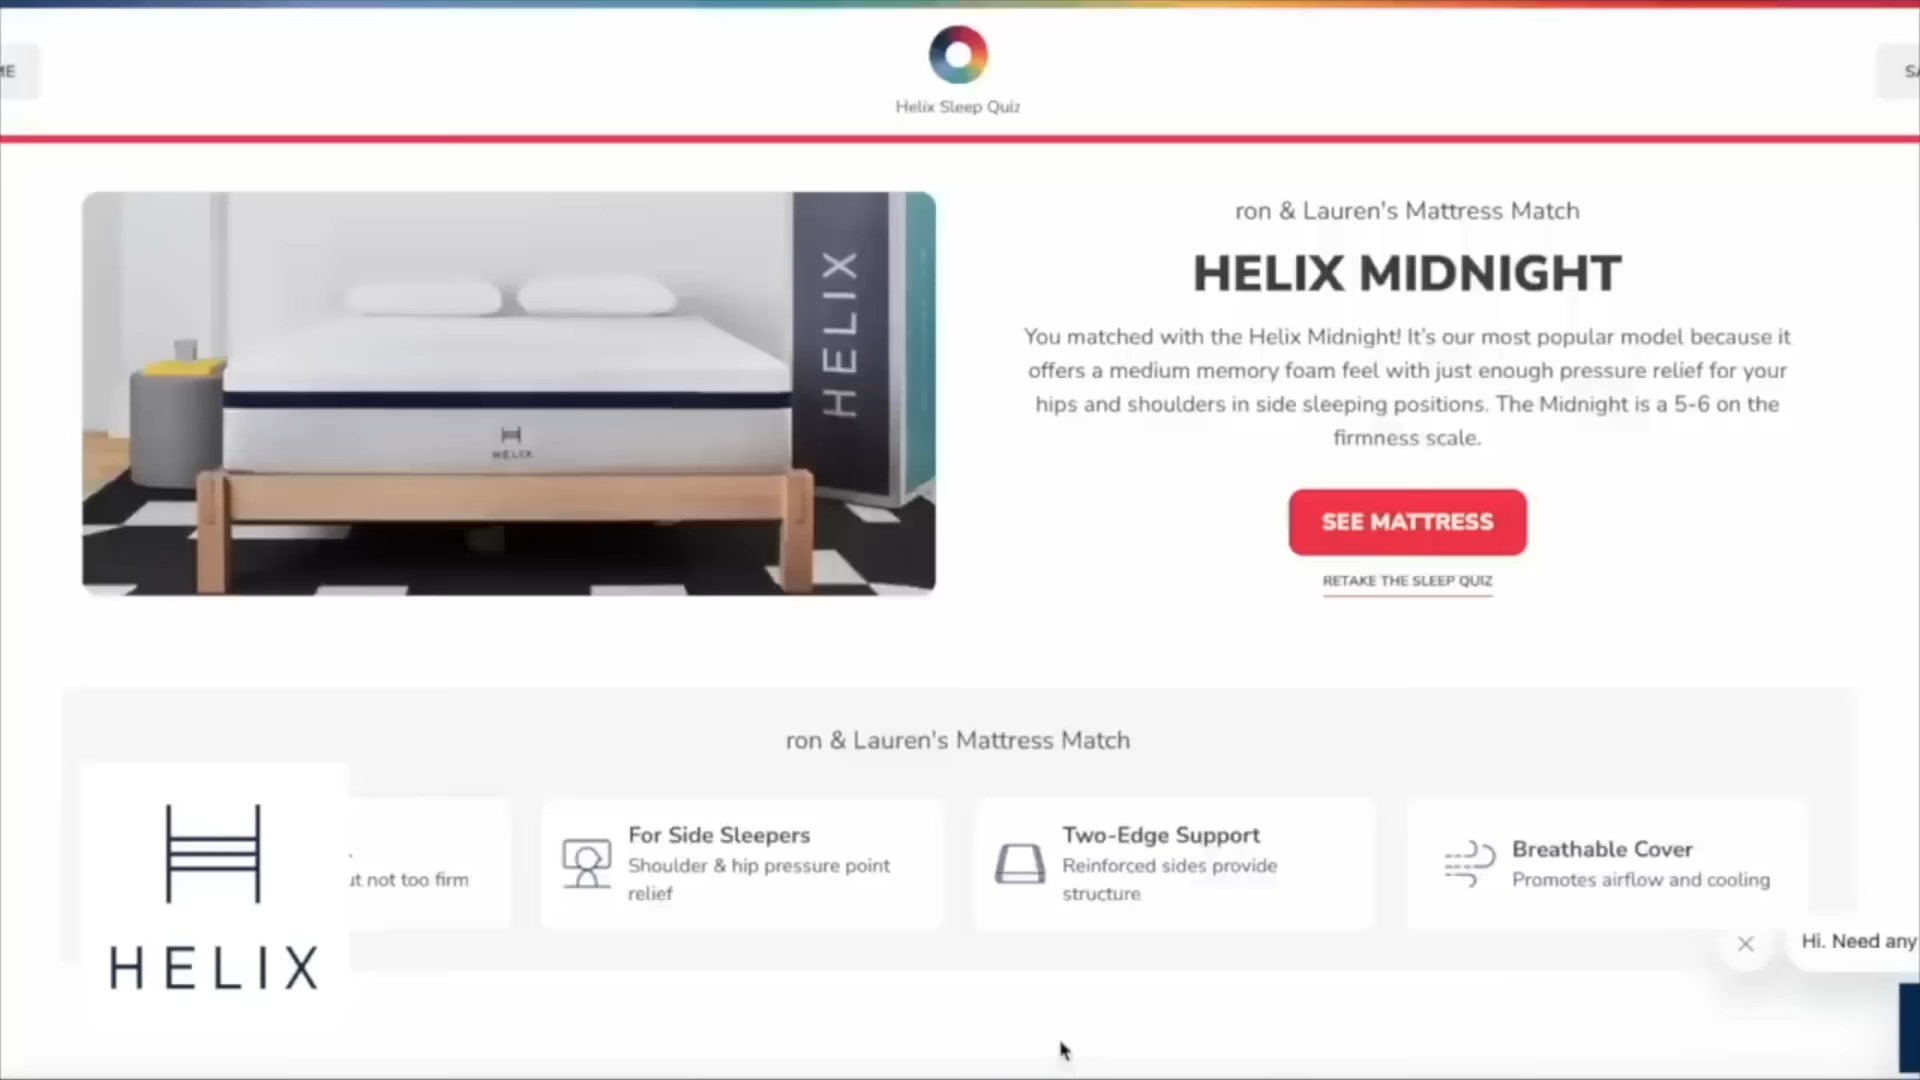 ME
SA
Helix Sleep Quiz
HELIX
HELIX
ron & Lauren's Mattress Match
HELIX MIDNIGHT
You matched with the Helix Midnight! It's our most popular model because it
offers a medium memory foam feel with just enough pressure relief for your
hips and shoulders in side sleeping positions. The Midnight is a 5-6 on the
firmness scale.
SEE MATTRESS
RETAKE THE SLEEP QUIZ
ron & Lauren's Mattress Match
ut not too firm
For Side Sleepers
Shoulder & hip pressure point
relief
Two-Edge Support
Reinforced sides provide
structure
Breathable Cover
Promotes airflow and cooling
HELIX
Hi. Need any